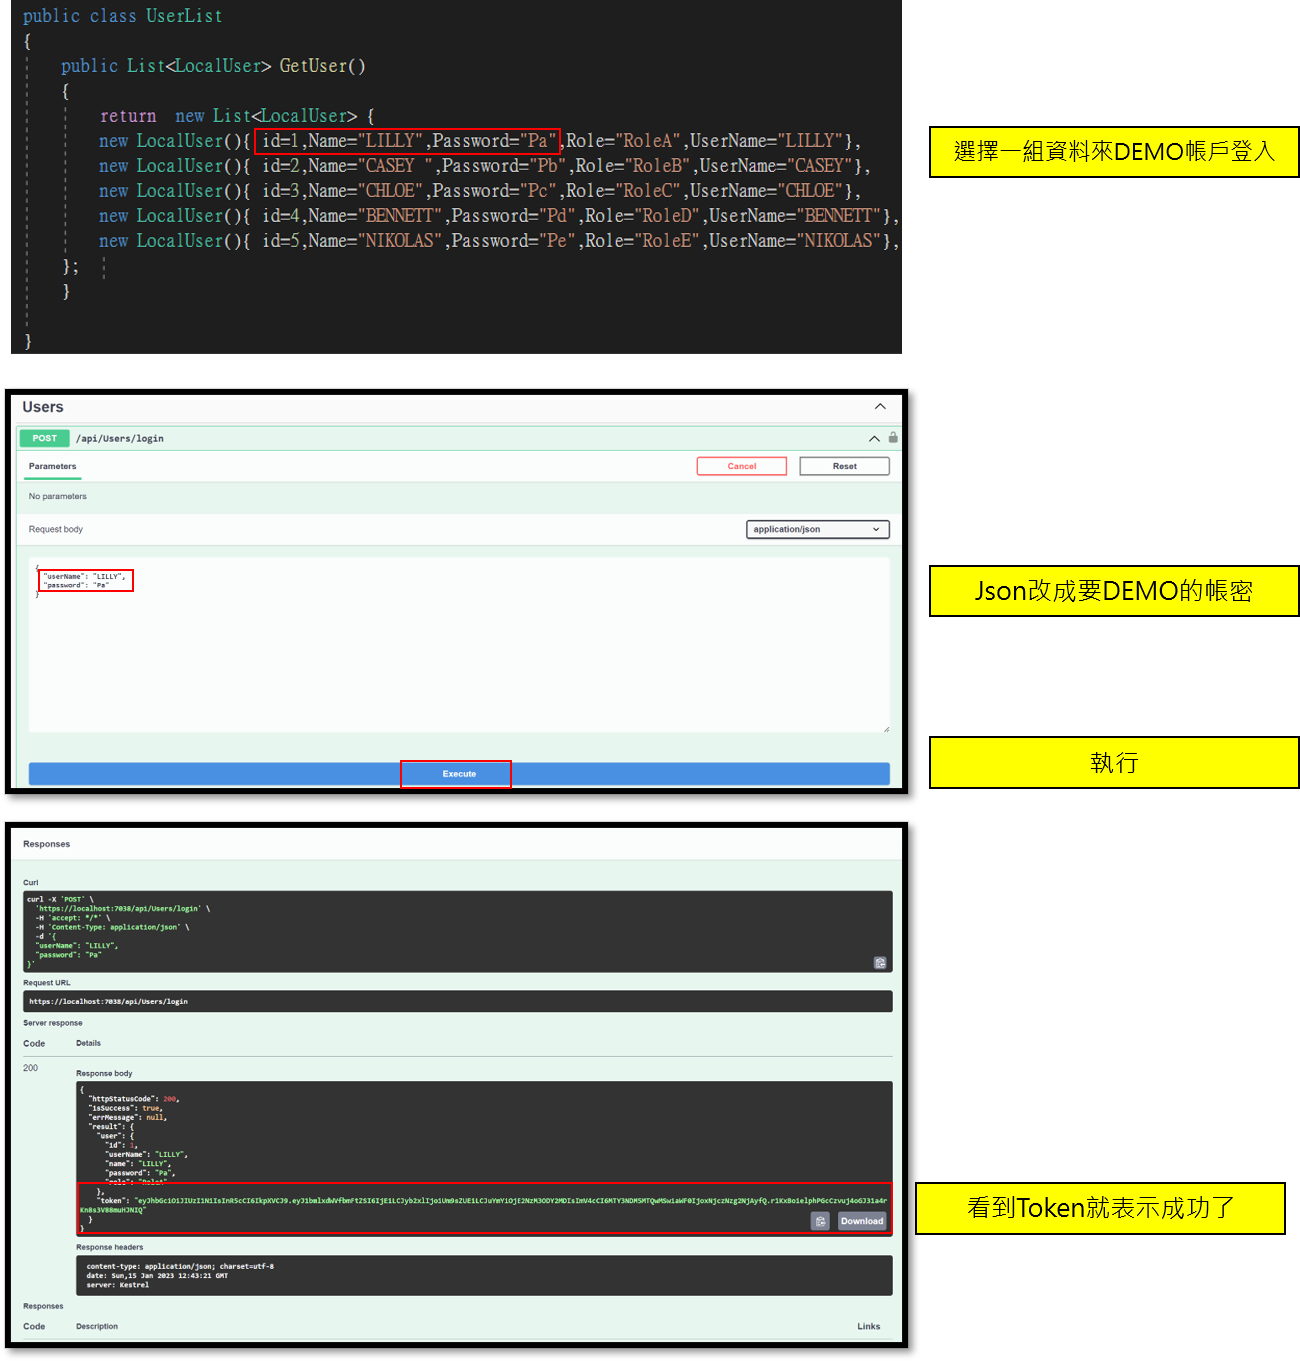 public class UserList
{
public List<LocalUser> GetUser()
{
return new List<LocalUser> {
new LocalUser(){ id=1,Name="LILLY",Password="Pa",Role="RoleA",UserName="LILLY"},
new LocalUser(){ id=2,Name="CASEY ",Password="Pb",Role="RoleB",UserName="CASEY"},
new LocalUser(){ id=3,Name="CHLOE",Password="Pc",Role="RoleC",UserName="CHLOE"},
new LocalUser(){ id=4,Name="BENNETT",Password="Pd",Role="RoleD",UserName="BENNETT"},
new LocalUser(){ id=5,Name="NIKOLAS",Password="Pe",Role="RoleE",UserName="NIKOLAS"},
};
}
}
選擇一組資料來DEMO帳戶登入
Users
POST /api/Users/login
Parameters
Cancel
Reset
No parameters
Request body
application/json
{
"userName": "LILLY",
"password": "Pa"
}
Json改成要DEMO的帳密
Execute
執行
Responses
Curl
curl -X 'POST' \
'https://localhost:7038/api/Users/login' \
-H 'accept: */*' \
-H 'Content-Type: application/json' \
-d '{
"userName": "LILLY",
"password": "Pa"
}'
Request URL
https://localhost:7038/api/Users/login
Server response
Code Details
200
Response body
{
"httpStatusCode": 200,
"isSuccess": true,
"errMessage": null,
"result": {
"user": {
"id": 1,
"userName": "LILLY",
"name": "LILLY",
"password": "Pa",
},
"token":
}
}
Download
看到Token就表示成功了
Response headers
content-type: application/json; charset=utf-8
date: Sun,15 Jan 2023 12:43:21 GMT
server: Kestrel
Responses
Code Description Links